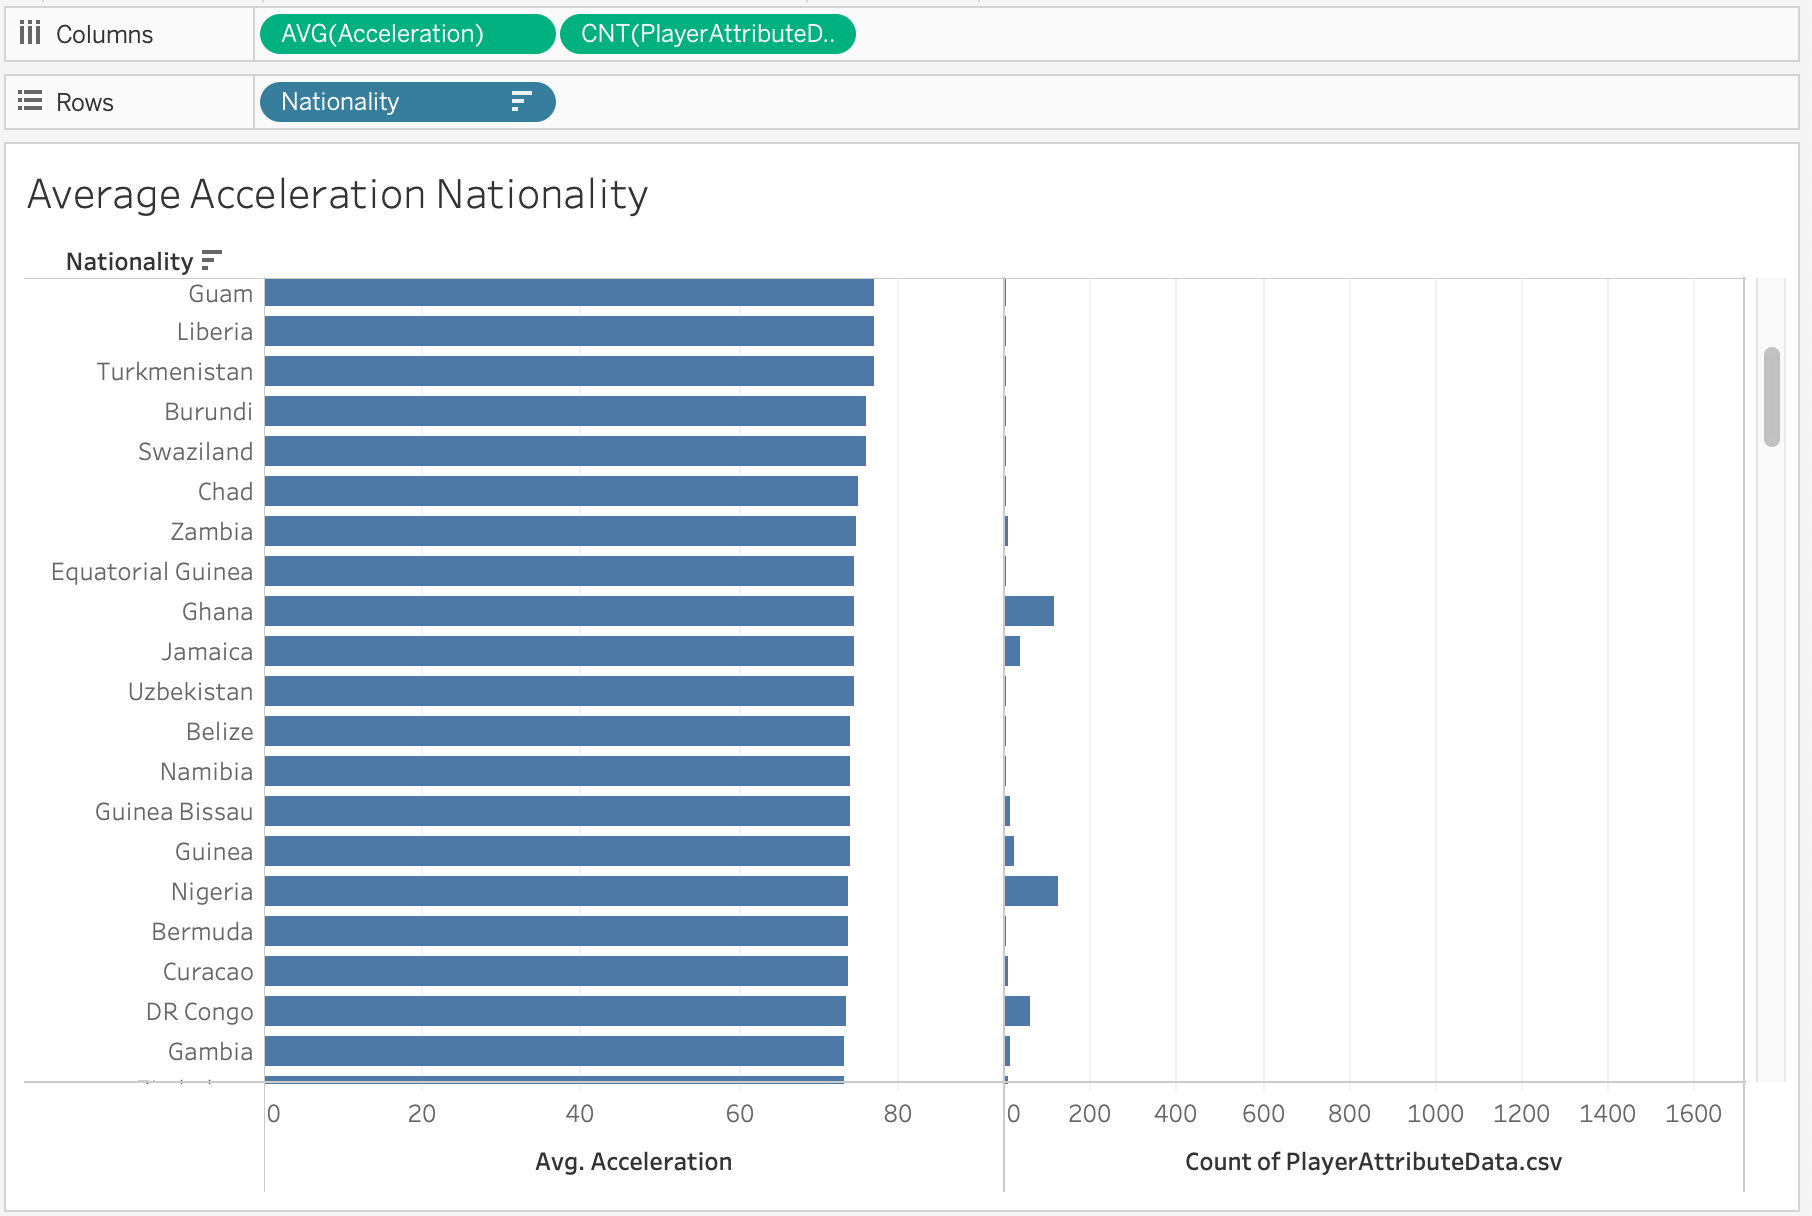 Columns
AVG(Acceleration)
CNT(PlayerAttributeD..
Rows
Nationality
Average Acceleration Nationality
Nationality
Guam
Liberia
Turkmenistan
Burundi
Swaziland
Chad
Zambia
Equatorial Guinea
Ghana
Jamaica
Uzbekistan
Belize
Namibia
Guinea Bissau
Guinea
Nigeria
Bermuda
Curacao
DR Congo
Gambia
0 20 40 60 80
0 200 400 600 800 1000 1200 1400 1600
Avg. Acceleration
Count of PlayerAttributeData.csv